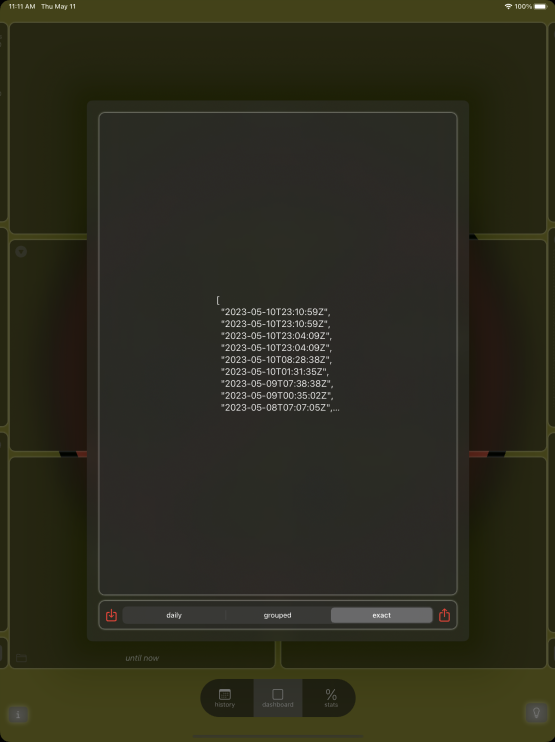 11:11 AM Thu May 11
100%
[
"2023-05-10T23:10:59Z",
"2023-05-10T23:10:59Z",
"2023-05-10T23:04:09Z",
"2023-05-10T23:04:09Z",
"2023-05-10T08:28:38Z",
"2023-05-10T01:31:35Z",
"2023-05-09T07:38:38Z",
"2023-05-09T00:35:02Z",
"2023-05-08T07:07:05Z",...
daily grouped exact
until now
history dashboard stats